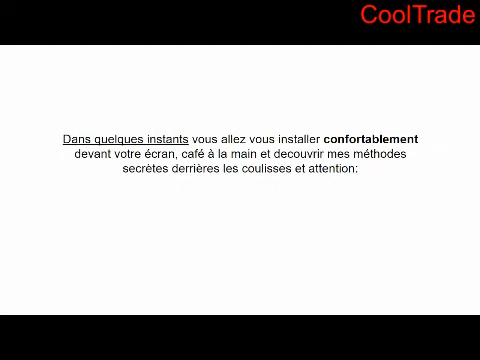 CoolTrade
Dans quelques instants vous allez vous installer confortablement
devant votre écran, café à la main et decouvrir mes méthodes
secrètes derrières les coulisses et attention: